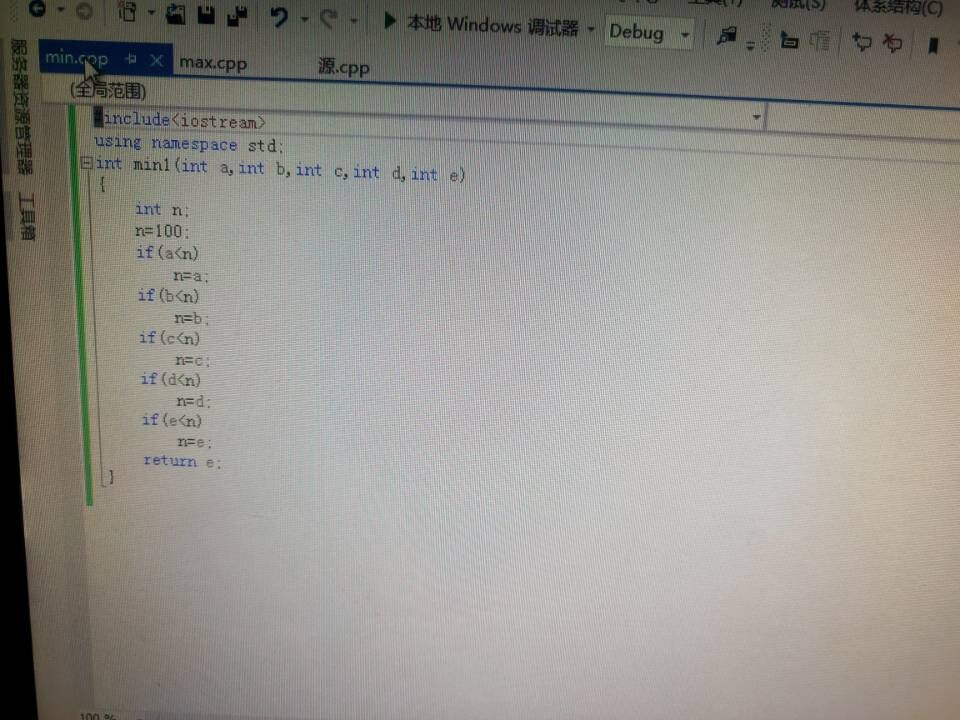 体系结构(C)
本地 Windows 调试器 Debug
min.cpp max.cpp 源.cpp
(全局范围)
服务器资源管理器
工具箱
#include<iostream>
using namespace std;
int min1(int a,int b,int c,int d,int e)
{
int n;
n=100;
if(a<n)
n=a;
if(b<n)
n=b;
if(c<n)
n=c;
if(d<n)
n=d;
if(e<n)
n=e;
return e;
}
100 %